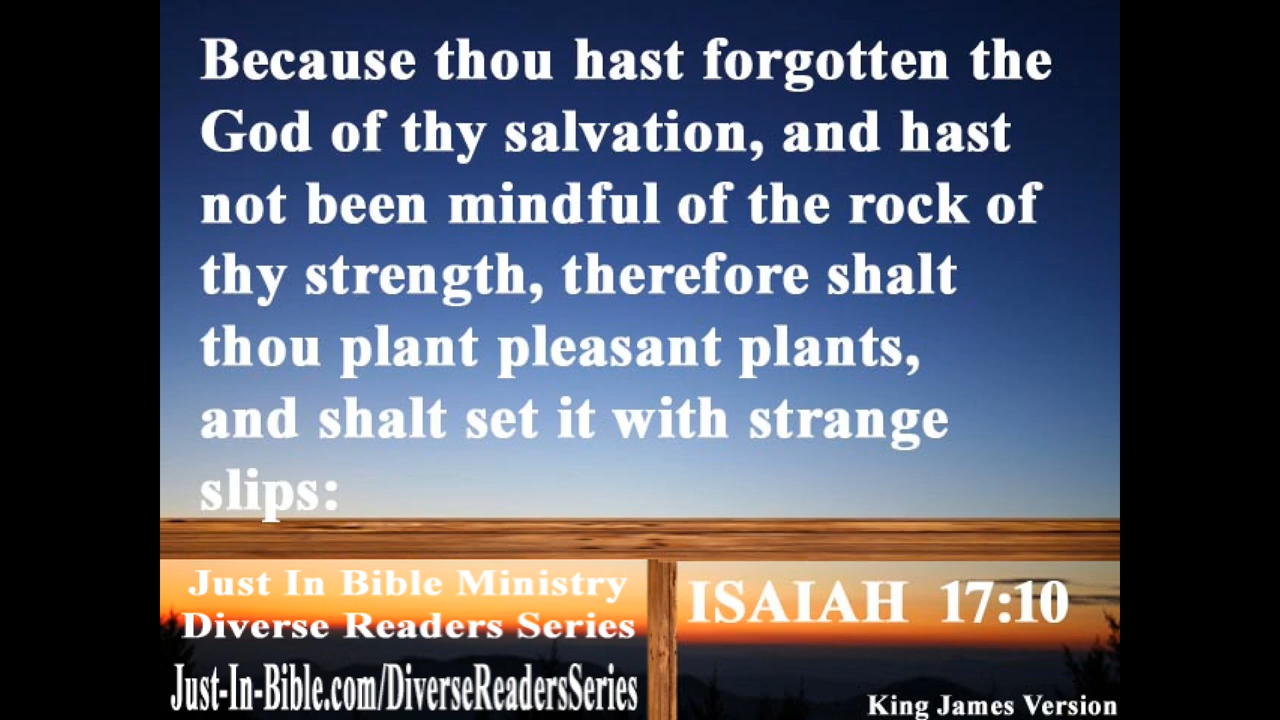 Because thou hast forgotten the
God of thy salvation, and hast
not been mindful of the rock of
thy strength, therefore shalt
thou plant pleasant plants,
and shalt set it with strange
slips:
Just In Bible Ministry
Diverse Readers Series
Just-In-Bible.com/DiverseReadersSeries
ISAIAH 17:10
King James Version